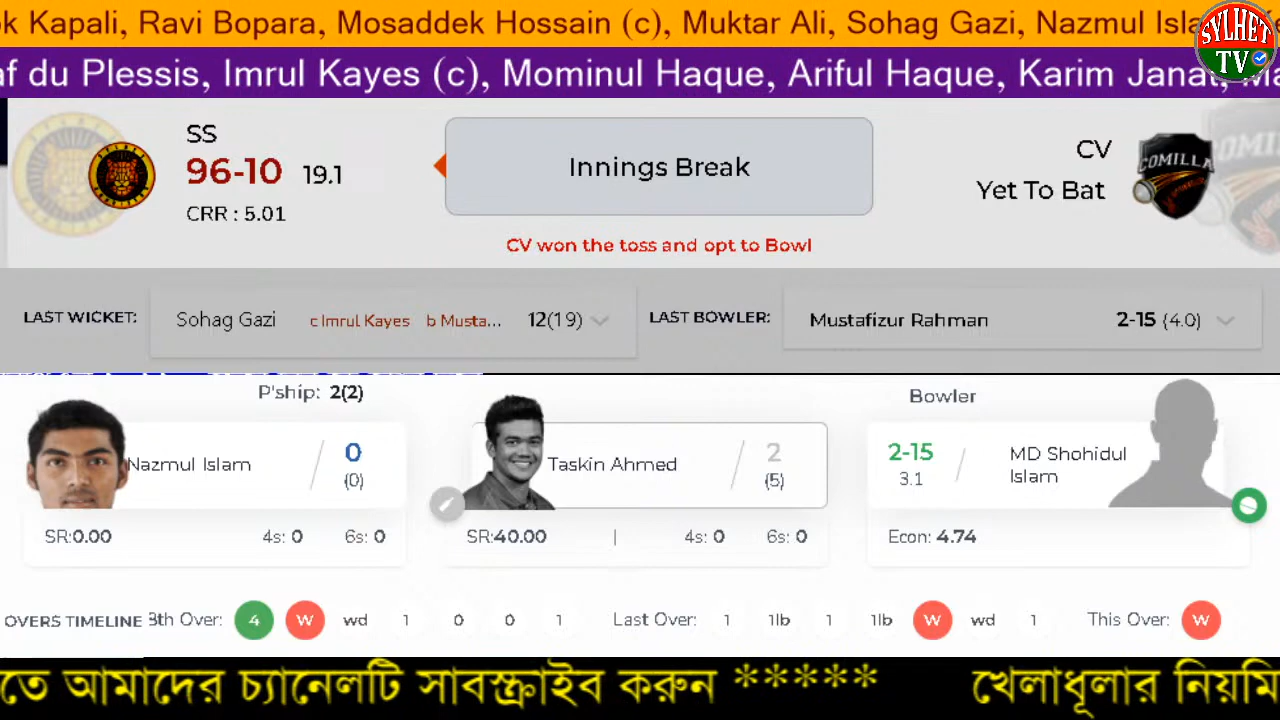 Kapali, Ravi Bopara, Mosaddek Hossain (c), Muktar Ali, Sohag Gazi, Nazmul
SYLHET
TV
du Plessis, Imrul Kayes (c), Mominul Haque, Ariful Haque, Karim Janat,
SS
96-10 19.1
CRR : 5.01
Innings Break
CV
Yet To Bat
COMILLA
CV won the toss and opt to Bowl
LAST WICKET: Sohag Gazi c Imrul Kayes b Musta... 12(19)
LAST BOWLER: Mustafizur Rahman 2-15 (4.0)
P'ship: 2(2)
Nazmul Islam 0 (0)
SR:0.00 4s: 0 6s: 0
Taskin Ahmed 2 (5)
SR:40.00 | 4s: 0 6s: 0
Bowler
2-15 3.1 MD Shohidul Islam
Econ: 4.74
OVERS TIMELINE Over: 4 W wd 1 0 0 1 Last Over: 1 1lb 1 1lb W wd 1 This Over: W
আমাদের চ্যানেলটি সাবস্ক্রাইব করুন ***** খেলাধূলার